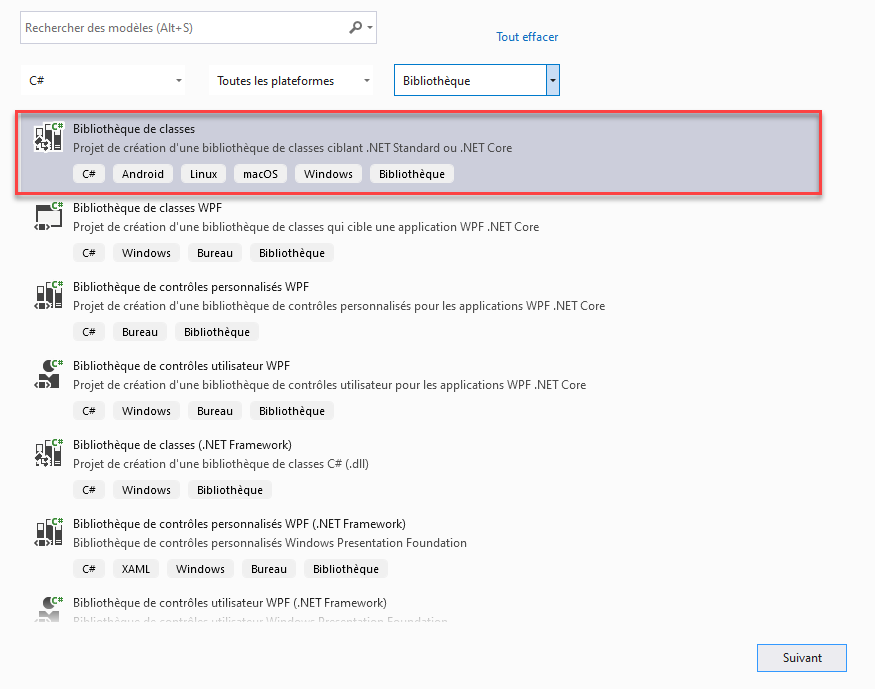 Rechercher des modèles (Alt+S)
Tout effacer
C# Toutes les plateformes Bibliothèque
C#
Bibliothèque de classes
Projet de création d'une bibliothèque de classes ciblant .NET Standard ou .NET Core
C# Android Linux macOS Windows Bibliothèque
C#
Bibliothèque de classes WPF
Projet de création d'une bibliothèque de classes qui cible une application WPF .NET Core
C# Windows Bureau Bibliothèque
C#
Bibliothèque de contrôles personnalisés WPF
Projet de création d'une bibliothèque de contrôles personnalisés pour les applications WPF .NET Core
C# Bureau Bibliothèque
C#
Bibliothèque de contrôles utilisateur WPF
Projet de création d'une bibliothèque de contrôles utilisateur pour les applications WPF .NET Core
C# Windows Bureau Bibliothèque
C#
Bibliothèque de classes (.NET Framework)
Projet de création d'une bibliothèque de classes C# (.dll)
C# Windows Bibliothèque
C#
Bibliothèque de contrôles personnalisés WPF (.NET Framework)
Bibliothèque de contrôles personnalisés Windows Presentation Foundation
C# XAML Windows Bureau Bibliothèque
C#
Bibliothèque de contrôles utilisateur WPF (.NET Framework)
Bibliothèque de contrôles utilisateur Windows Presentation Foundation
Suivant